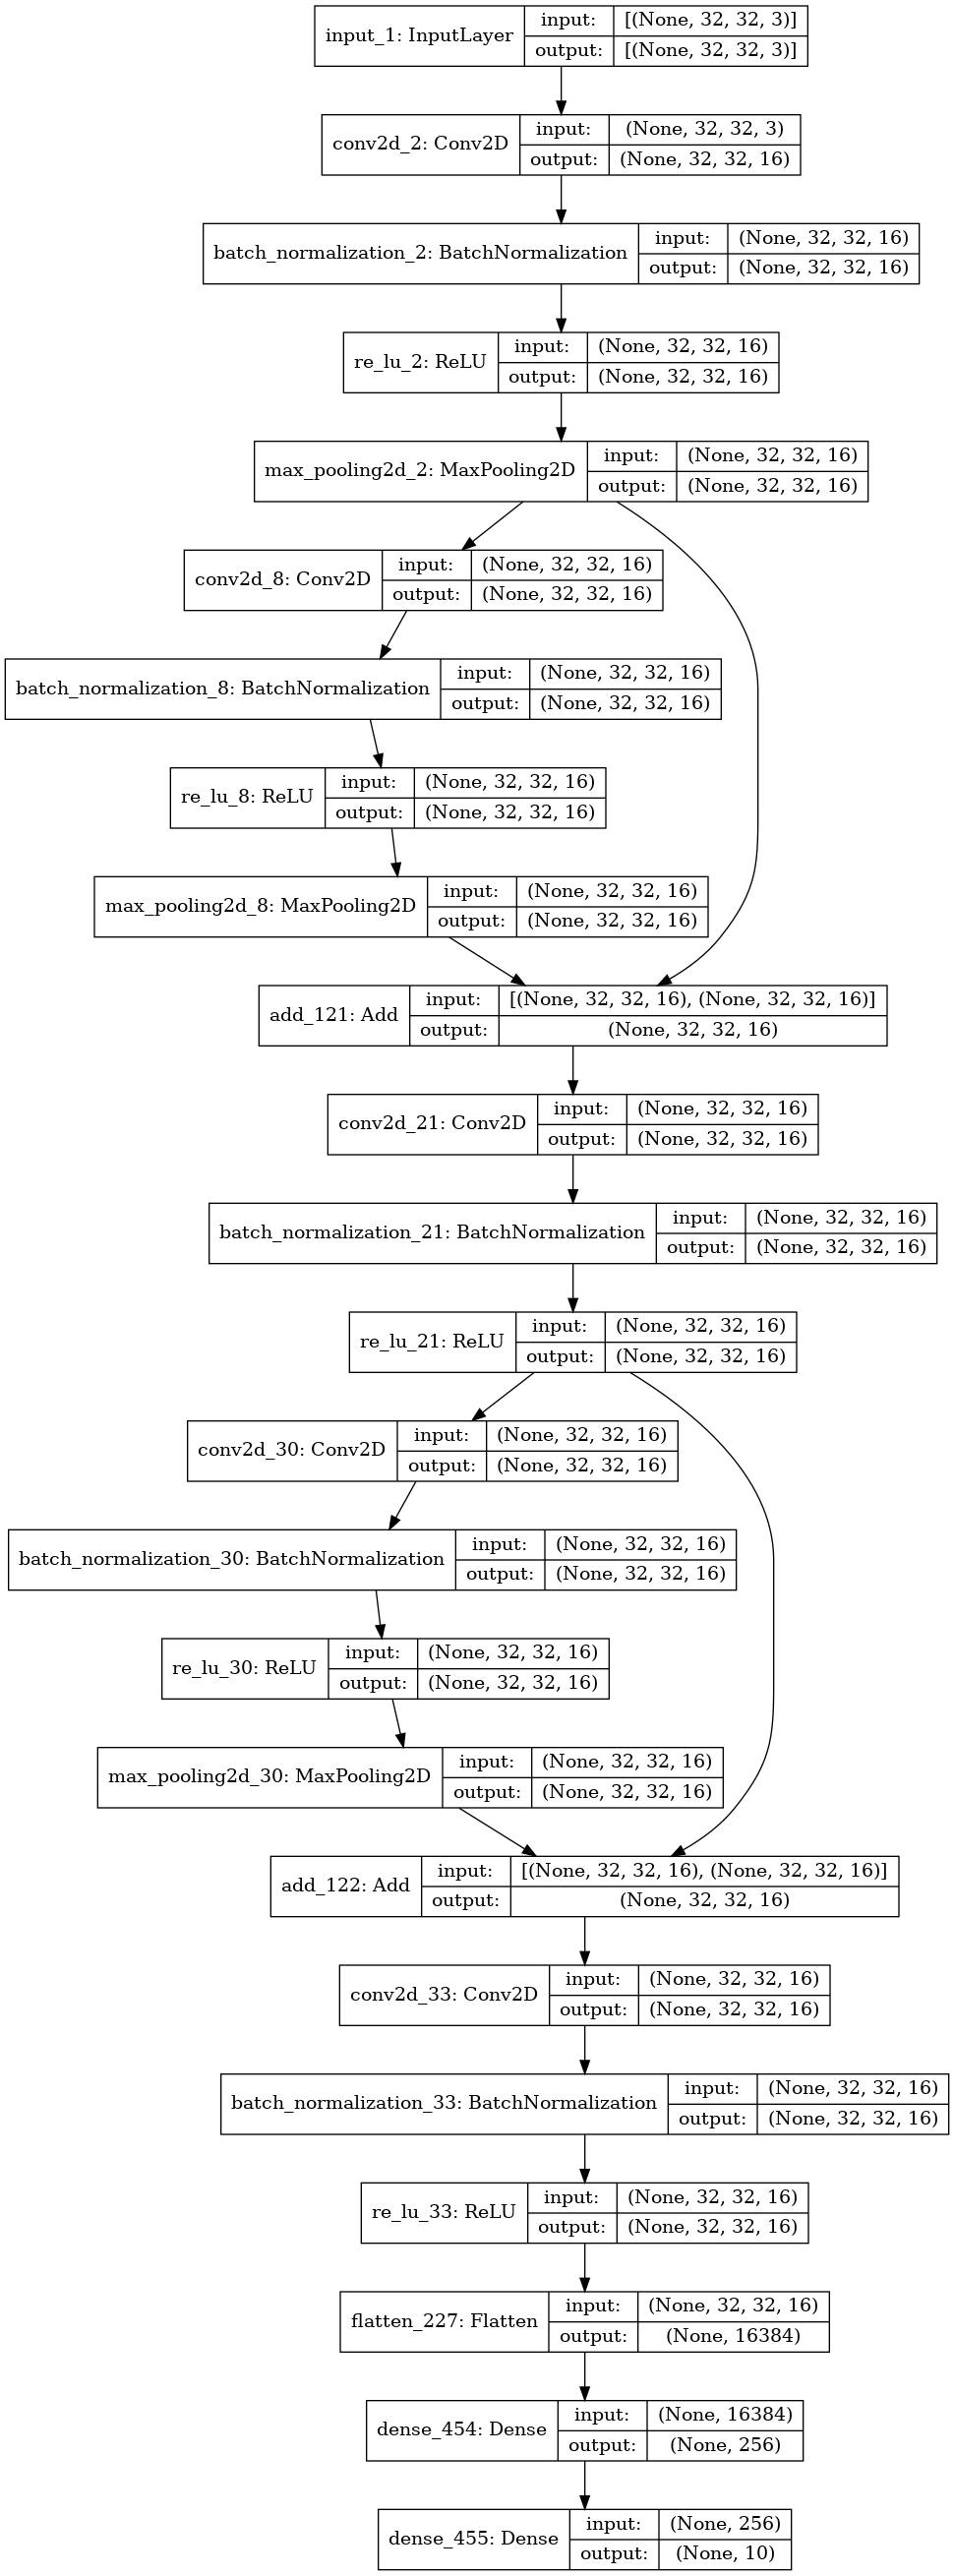 input_1: InputLayer
input:
[(None, 32, 32, 3)]
output:
[(None, 32, 32, 3)]
conv2d_2: Conv2D
input:
(None, 32, 32, 3)
output:
(None, 32, 32, 16)
batch_normalization_2: BatchNormalization
input:
(None, 32, 32, 16)
output:
(None, 32, 32, 16)
re_lu_2: ReLU
input:
(None, 32, 32, 16)
output:
(None, 32, 32, 16)
max_pooling2d_2: MaxPooling2D
input:
(None, 32, 32, 16)
output:
(None, 32, 32, 16)
conv2d_8: Conv2D
input:
(None, 32, 32, 16)
output:
(None, 32, 32, 16)
batch_normalization_8: BatchNormalization
input:
(None, 32, 32, 16)
output:
(None, 32, 32, 16)
re_lu_8: ReLU
input:
(None, 32, 32, 16)
output:
(None, 32, 32, 16)
max_pooling2d_8: MaxPooling2D
input:
(None, 32, 32, 16)
output:
(None, 32, 32, 16)
add_121: Add
input:
[(None, 32, 32, 16), (None, 32, 32, 16)]
output:
(None, 32, 32, 16)
conv2d_21: Conv2D
input:
(None, 32, 32, 16)
output:
(None, 32, 32, 16)
batch_normalization_21: BatchNormalization
input:
(None, 32, 32, 16)
output:
(None, 32, 32, 16)
re_lu_21: ReLU
input:
(None, 32, 32, 16)
output:
(None, 32, 32, 16)
conv2d_30: Conv2D
input:
(None, 32, 32, 16)
output:
(None, 32, 32, 16)
batch_normalization_30: BatchNormalization
input:
(None, 32, 32, 16)
output:
(None, 32, 32, 16)
re_lu_30: ReLU
input:
(None, 32, 32, 16)
output:
(None, 32, 32, 16)
max_pooling2d_30: MaxPooling2D
input:
(None, 32, 32, 16)
output:
(None, 32, 32, 16)
add_122: Add
input:
[(None, 32, 32, 16), (None, 32, 32, 16)]
output:
(None, 32, 32, 16)
conv2d_33: Conv2D
input:
(None, 32, 32, 16)
output:
(None, 32, 32, 16)
batch_normalization_33: BatchNormalization
input:
(None, 32, 32, 16)
output:
(None, 32, 32, 16)
re_lu_33: ReLU
input:
(None, 32, 32, 16)
output:
(None, 32, 32, 16)
flatten_227: Flatten
input:
(None, 32, 32, 16)
output:
(None, 16384)
dense_454: Dense
input:
(None, 16384)
output:
(None, 256)
dense_455: Dense
input:
(None, 256)
output:
(None, 10)